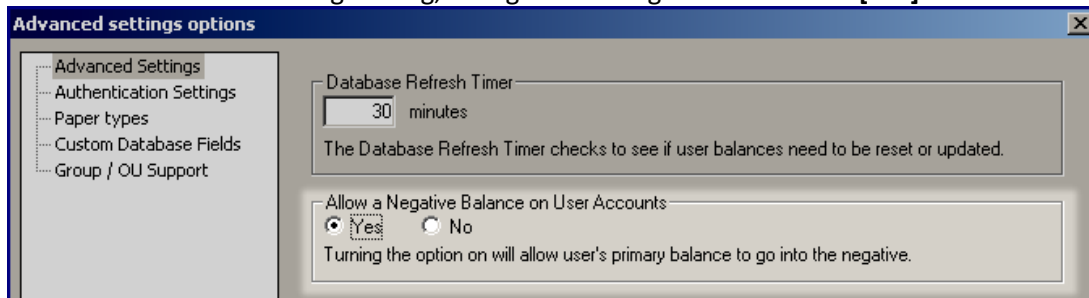 Advanced settings options
Advanced Settings
Authentication Settings
Paper types
Custom Database Fields
Group / OU Support
Database Refresh Timer
30 minutes
The Database Refresh Timer checks to see if user balances need to be reset or updated.
Allow a Negative Balance on User Accounts
Yes No
Turning the option on will allow user's primary balance to go into the negative.